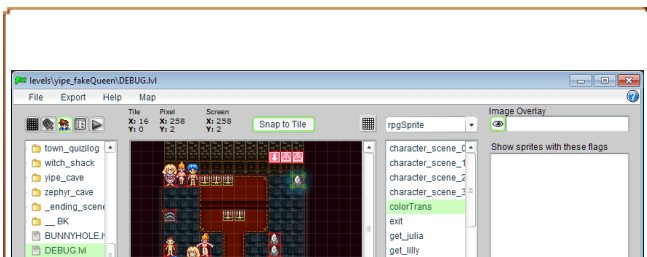 levels\yipe_fakeQueen\DEBUG.lvl
File Export Help Map
Tile Pixel Screen
X: 16 X: 258 X: 258
Y: 0 Y: 2 Y: 2
Snap to Tile
rpgSprite
Image Overlay
town_quizilog
witch_shack
yipe_cave
zephyr_cave
_ending_scene
__BK
BUNNYHOLE.l
DEBUG.lvl
character_scene_0
character_scene_1
character_scene_2
character_scene_3
colorTrans
exit
get_julia
get_lilly
Show sprites with these flags